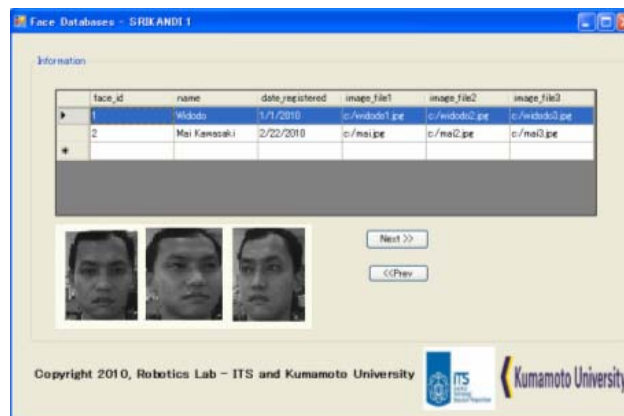 Face Databases - SRIKANDI 1
Information
face_id name date_registered image_file1 image_file2 image_file3
1 Widodo 1/1/2010 c:/widodo1.jpg c:/widodo2.jpg c:/widodo3.jpg
2 Mai Kawasaki 2/22/2010 c:/mai.jpg c:/mai2.jpg c:/mai3.jpg
Next >>
<<Prev
Copyright 2010, Robotics Lab - ITS and Kumamoto University
ITS
Kumamoto University